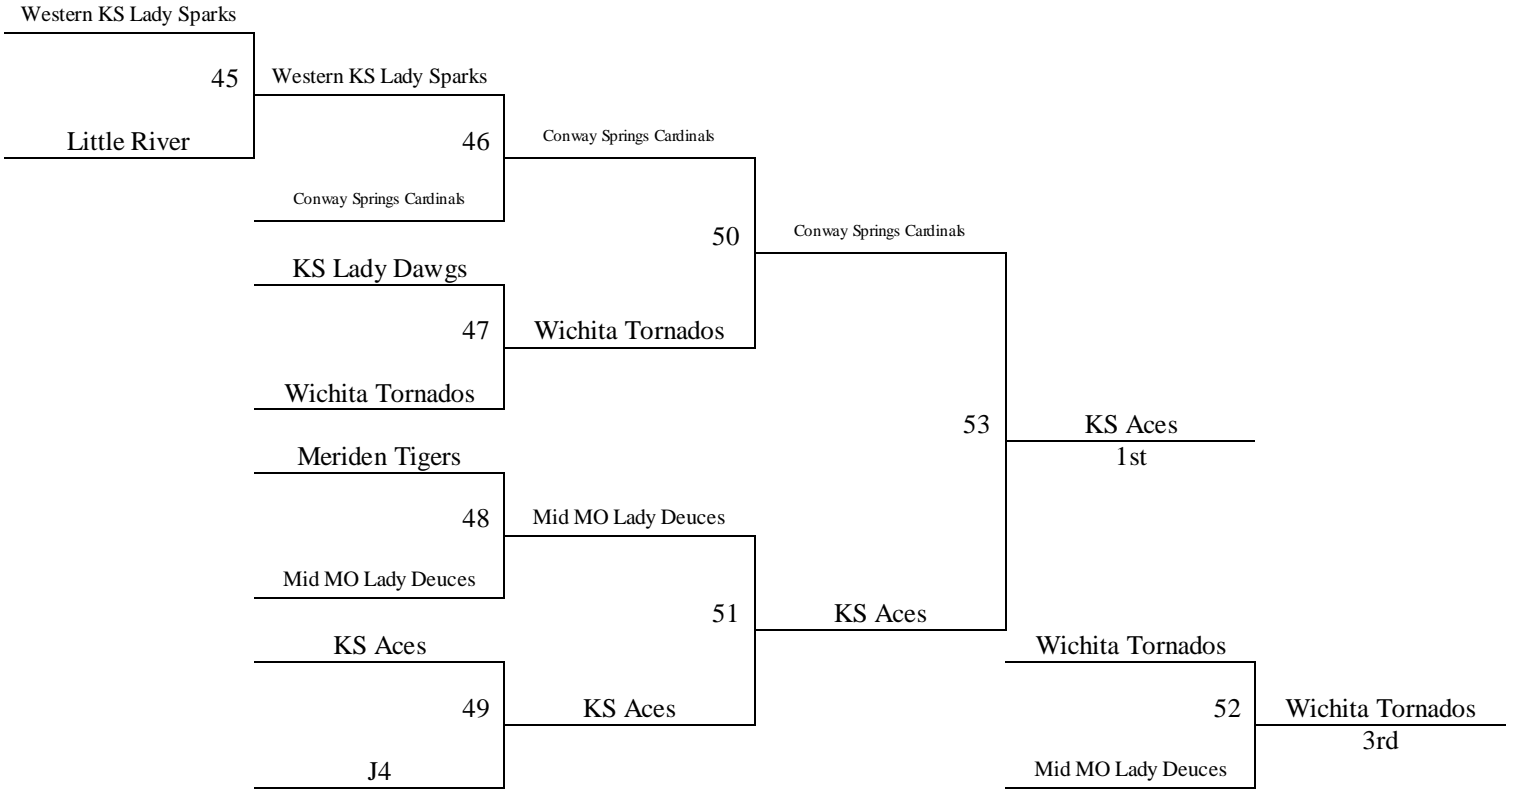 Western KS Lady Sparks
45
Western KS Lady Sparks
Little River
46
Conway Springs Cardinals
Conway Springs Cardinals
50
Conway Springs Cardinals
KS Lady Dawgs
47
Wichita Tornados
Wichita Tornados
53
KS Aces
1st
Meriden Tigers
48
Mid MO Lady Deuces
Mid MO Lady Deuces
51
KS Aces
KS Aces
49
KS Aces
J4
Wichita Tornados
52
Wichita Tornados
3rd
Mid MO Lady Deuces